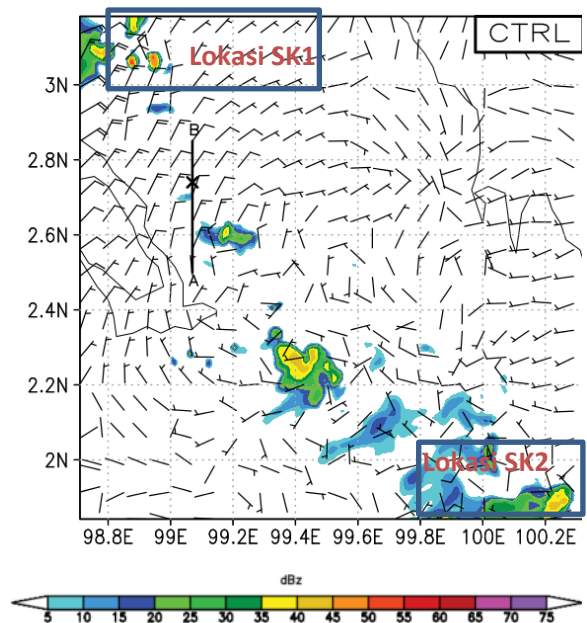 CTRL
Lokasi SK1
3N
B
2.8N
2.6N
A
2.4N
2.2N
2N
Lokasi SK2
98.8E 99E 99.2E 99.4E 99.6E 99.8E 100E 100.2E
dBz
5 10 15 20 25 30 35 40 45 50 55 60 65 70 75